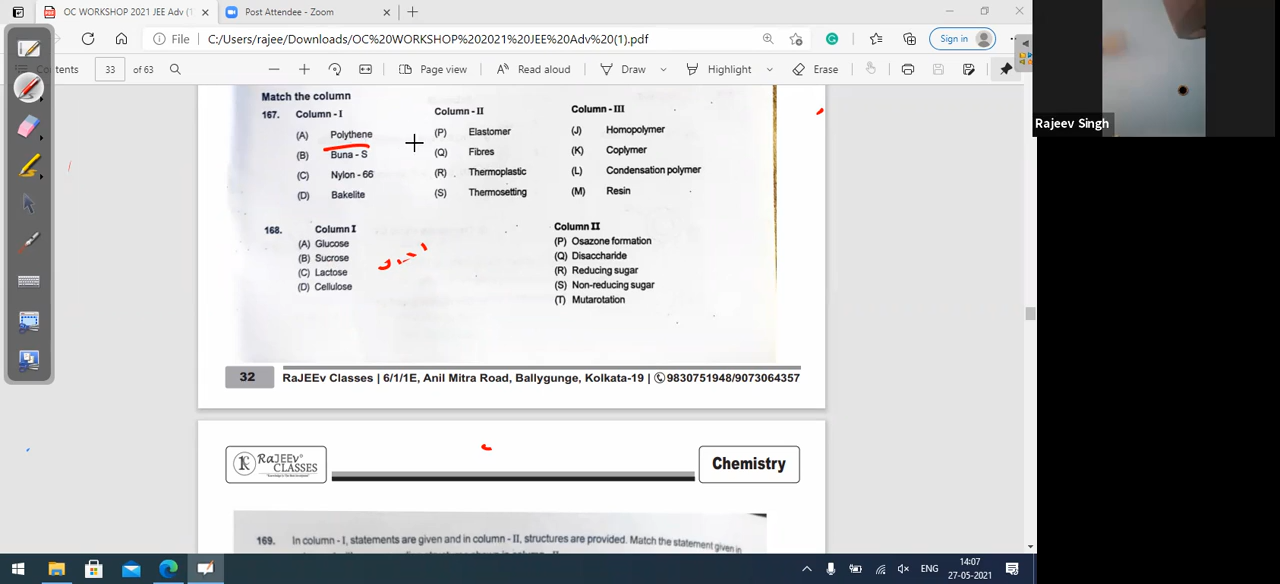 OC WORKSHOP 2021 JEE Adv (1
Post Attendee - Zoom
File
C:/Users/rajee/Downloads/OC%20WORKSHOP%202021%20JEE%20Adv%20(1).pdf
Sign in
ntents
33
of 63
Page view
Read aloud
Draw
Highlight
Erase
Rajeev Singh
Match the column
167. Column - I
Column - II
Column - III
(A) Polythene
(P) Elastomer
(J) Homopolymer
(B) Buna - S
(Q) Fibres
(K) Coplymer
(C) Nylon - 66
(R) Thermoplastic
(L) Condensation polymer
(D) Bakelite
(S) Thermosetting
(M) Resin
168. Column I
Column II
(A) Glucose
(P) Osazone formation
(B) Sucrose
(Q) Disaccharide
(C) Lactose
(R) Reducing sugar
(D) Cellulose
(S) Non-reducing sugar
(T) Mutarotation
32
RaJEEv Classes | 6/1/1E, Anil Mitra Road, Ballygunge, Kolkata-19 | 9830751948/9073064357
RaJEEv CLASSES
Chemistry
169. In column - I, statements are given and in column - II, structures are provided. Match the statement given in
ENG
14:07
27-05-2021